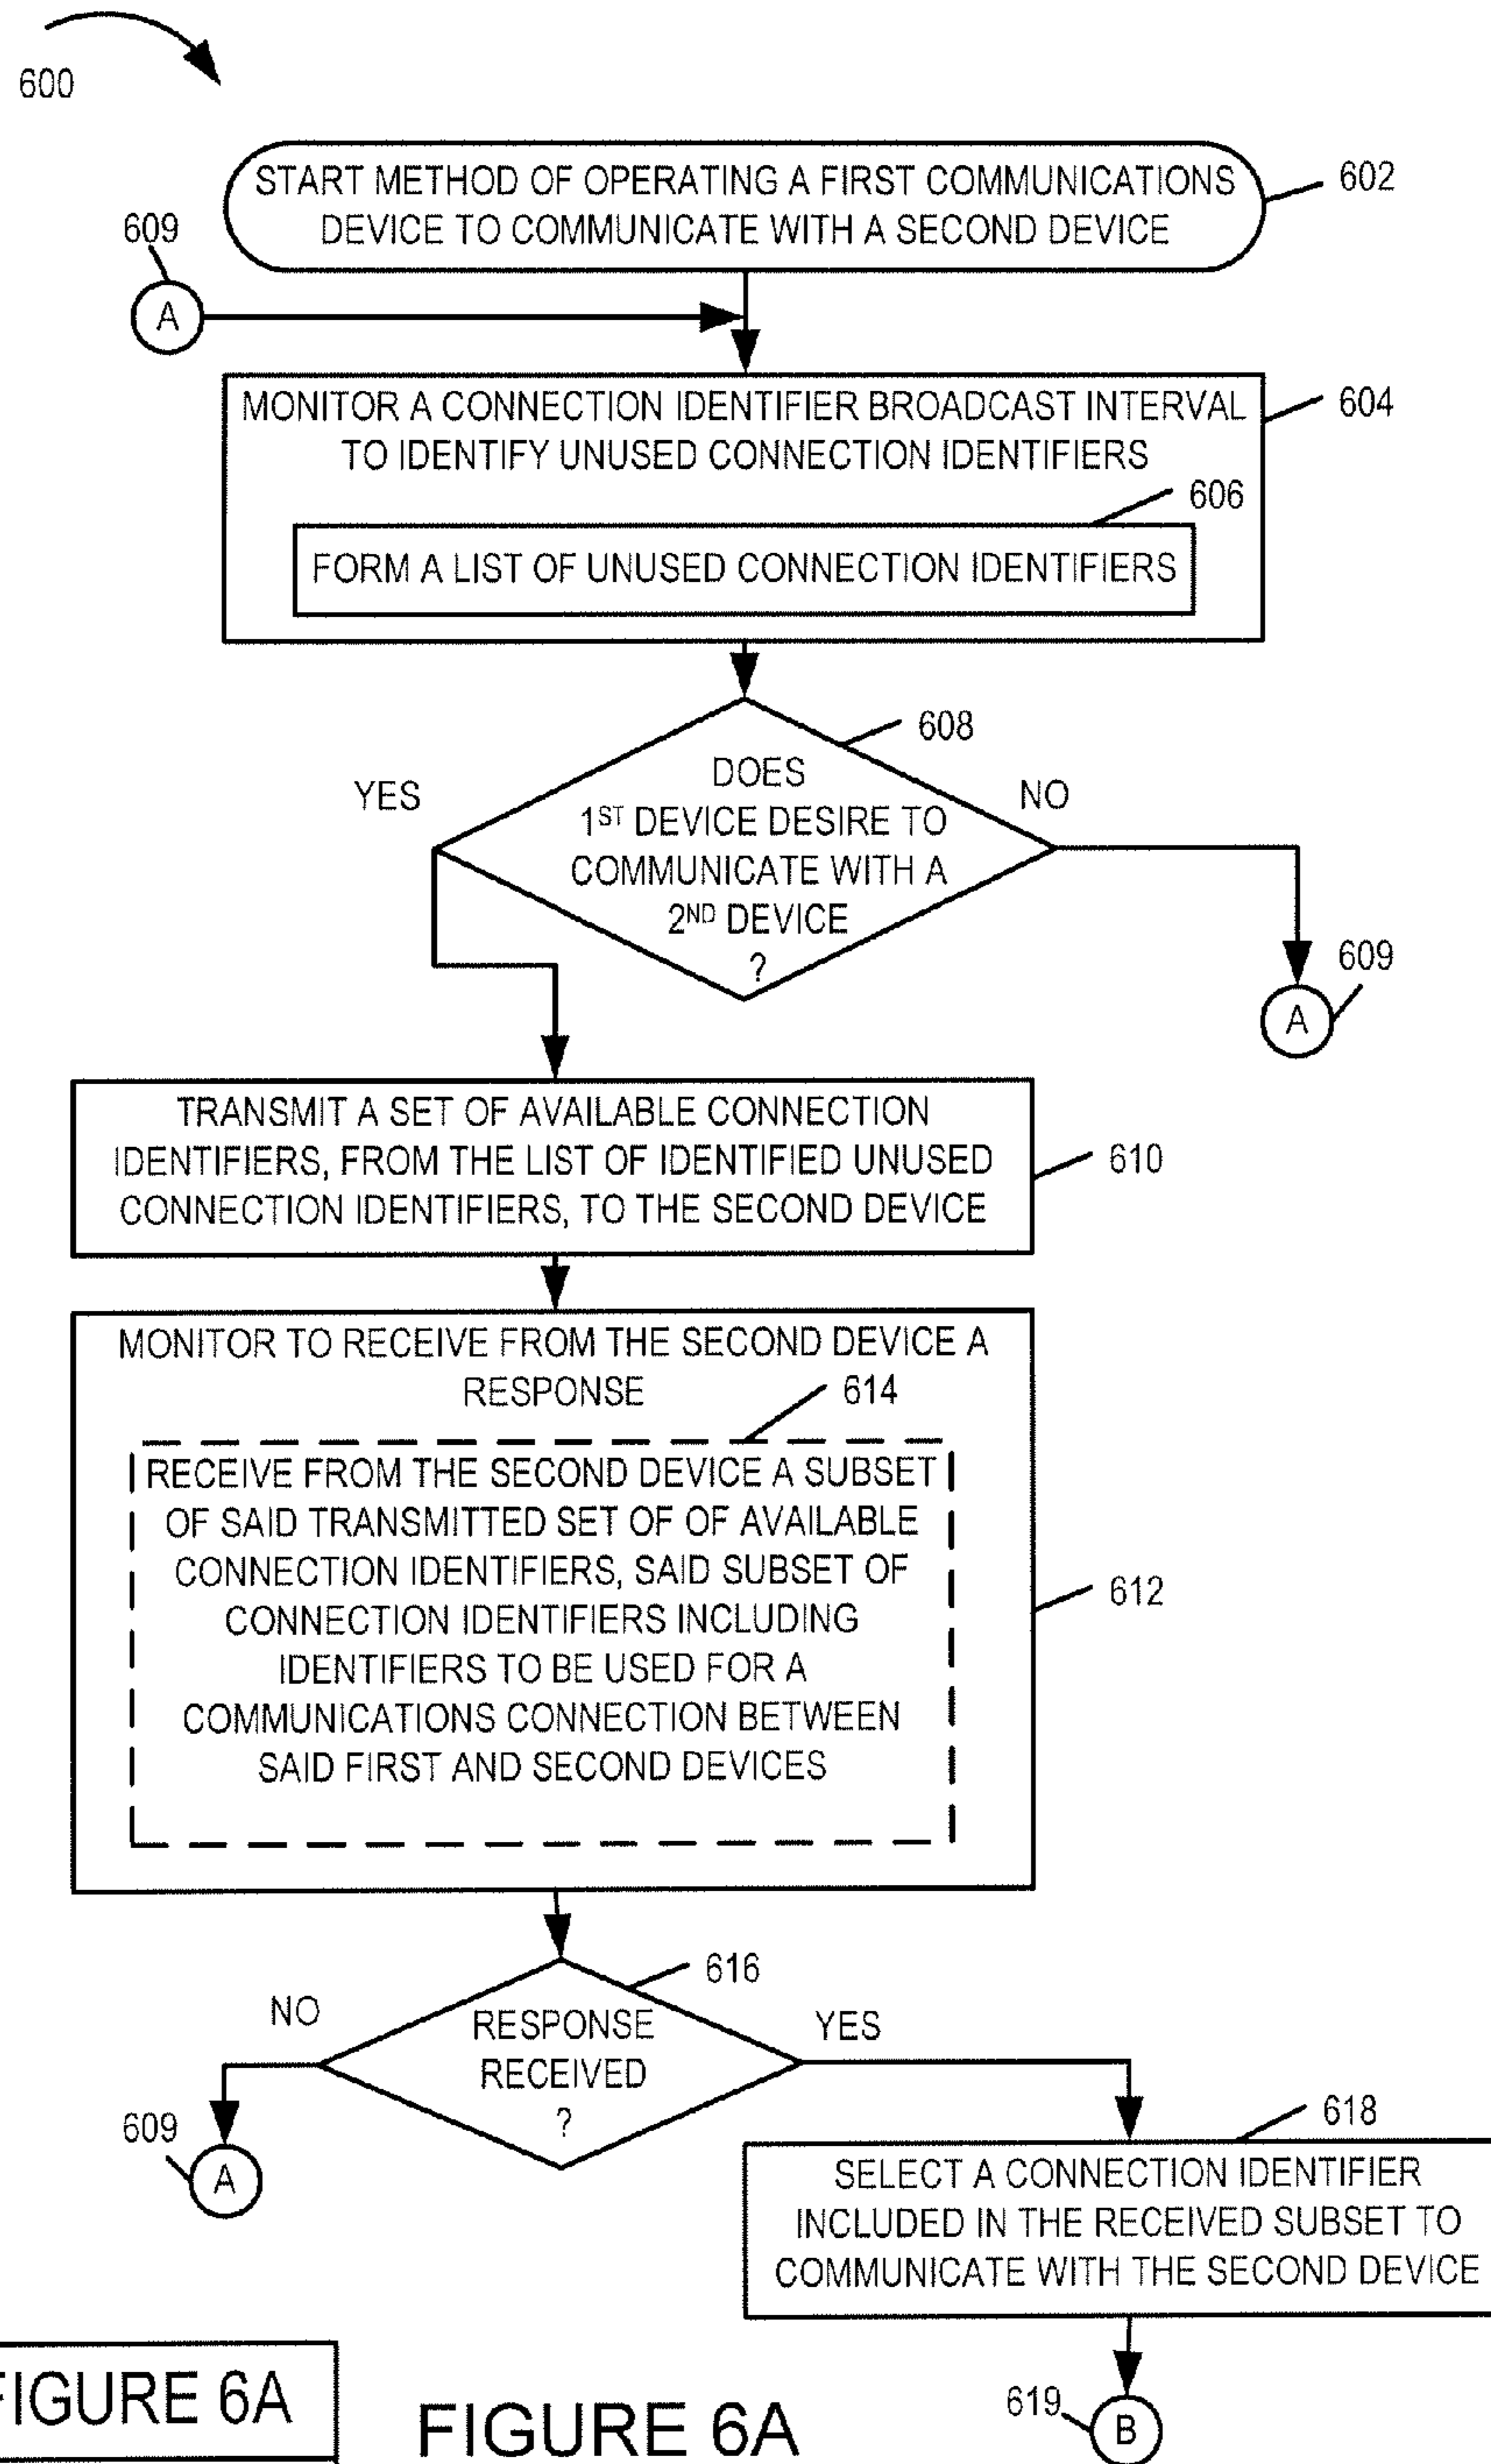 600
START METHOD OF OPERATING A FIRST COMMUNICATIONS
DEVICE TO COMMUNICATE WITH A SECOND DEVICE
602
609
A
MONITOR A CONNECTION IDENTIFIER BROADCAST INTERVAL
TO IDENTIFY UNUSED CONNECTION IDENTIFIERS
604
606
FORM A LIST OF UNUSED CONNECTION IDENTIFIERS
608
YES
DOES
1ST DEVICE DESIRE TO
COMMUNICATE WITH A
2ND DEVICE
?
NO
609
A
TRANSMIT A SET OF AVAILABLE CONNECTION
IDENTIFIERS, FROM THE LIST OF IDENTIFIED UNUSED
CONNECTION IDENTIFIERS, TO THE SECOND DEVICE
610
MONITOR TO RECEIVE FROM THE SECOND DEVICE A
RESPONSE
614
RECEIVE FROM THE SECOND DEVICE A SUBSET
OF SAID TRANSMITTED SET OF OF AVAILABLE
CONNECTION IDENTIFIERS, SAID SUBSET OF
CONNECTION IDENTIFIERS INCLUDING
IDENTIFIERS TO BE USED FOR A
COMMUNICATIONS CONNECTION BETWEEN
SAID FIRST AND SECOND DEVICES
612
616
NO
RESPONSE
RECEIVED
?
YES
609
A
618
SELECT A CONNECTION IDENTIFIER
INCLUDED IN THE RECEIVED SUBSET TO
COMMUNICATE WITH THE SECOND DEVICE
619
B
FIGURE 6A
FIGURE 6A